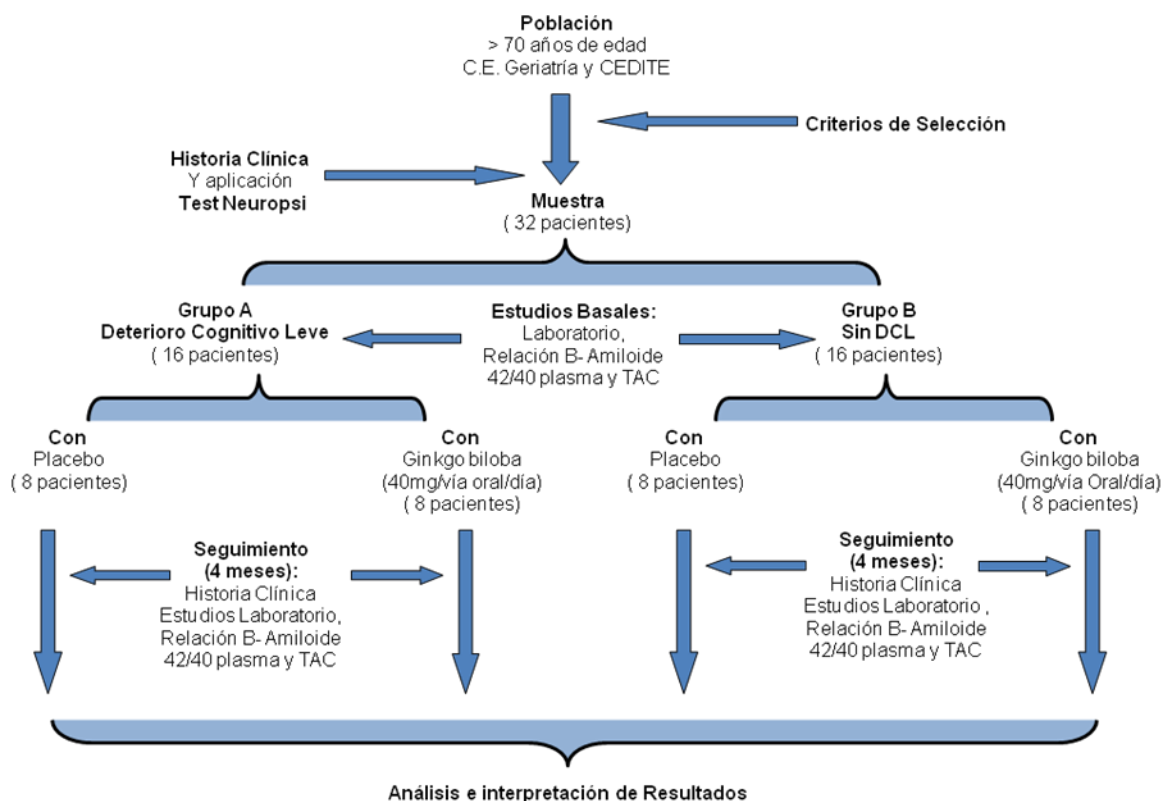 Población
> 70 años de edad
C.E. Geriatría y CEDITE
Criterios de Selección
Historia Clínica
Y aplicación
Test Neuropsi
Muestra
( 32 pacientes)
Grupo A
Deterioro Cognitivo Leve
( 16 pacientes)
Estudios Basales:
Laboratorio,
Relación B- Amiloide
42/40 plasma y TAC
Grupo B
Sin DCL
( 16 pacientes)
Con
Placebo
( 8 pacientes)
Con
Ginkgo biloba
(40mg/vía oral/día)
( 8 pacientes)
Con
Placebo
( 8 pacientes)
Con
Ginkgo biloba
(40mg/vía Oral/día)
( 8 pacientes)
Seguimiento
(4 meses):
Historia Clínica
Estudios Laboratorio,
Relación B- Amiloide
42/40 plasma y TAC
Seguimiento
(4 meses):
Historia Clínica
Estudios Laboratorio ,
Relación B- Amiloide
42/40 plasma y TAC
Análisis e interpretación de Resultados